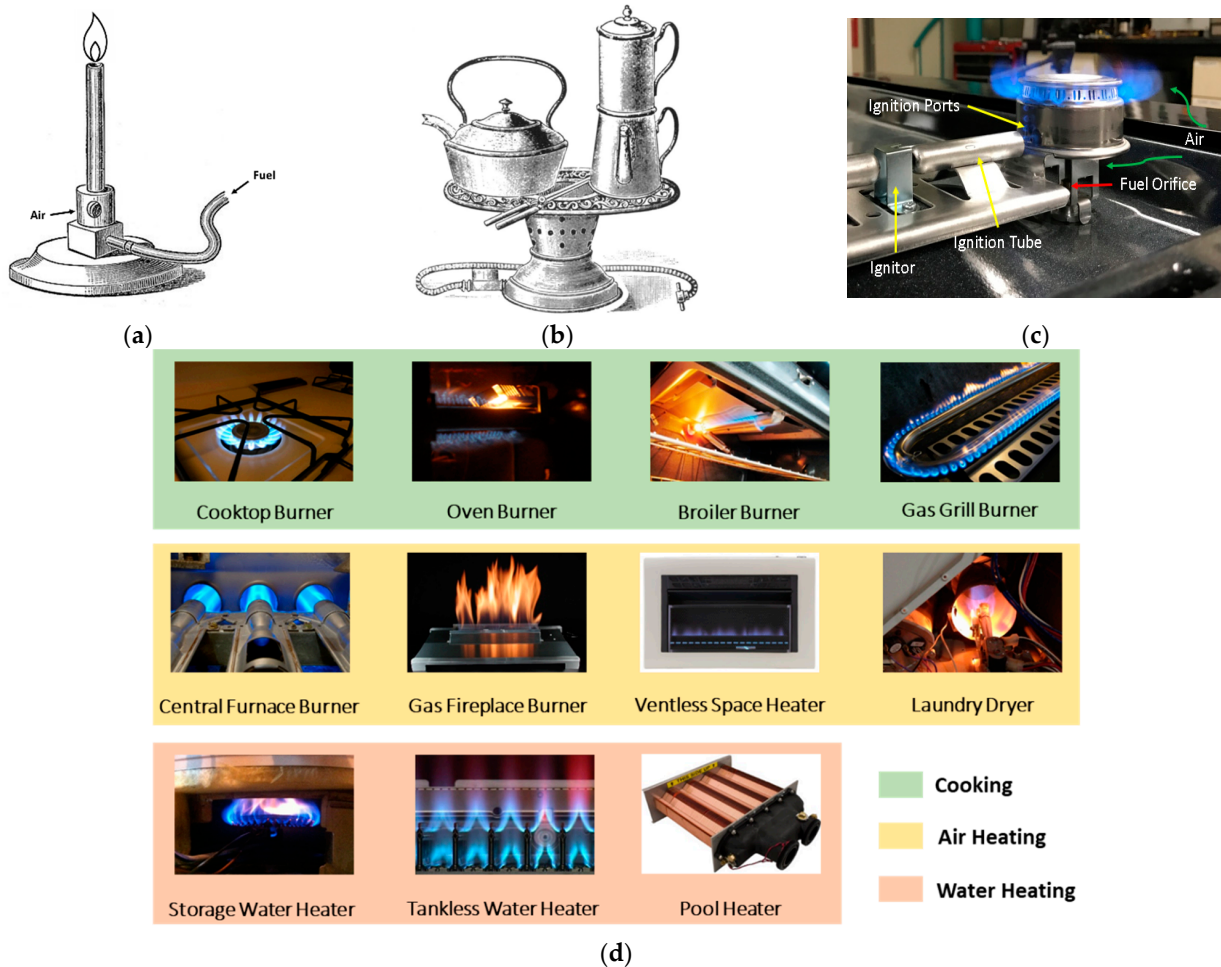 Fuel
Air
Ignition Ports
Air
Fuel Orifice
Ignition Tube
Ignitor
(a)
(b)
(c)
Cooktop Burner
Oven Burner
Broiler Burner
Gas Grill Burner
Central Furnace Burner
Gas Fireplace Burner
Ventless Space Heater
Laundry Dryer
Storage Water Heater
Tankless Water Heater
Pool Heater
Cooking
Air Heating
Water Heating
(d)